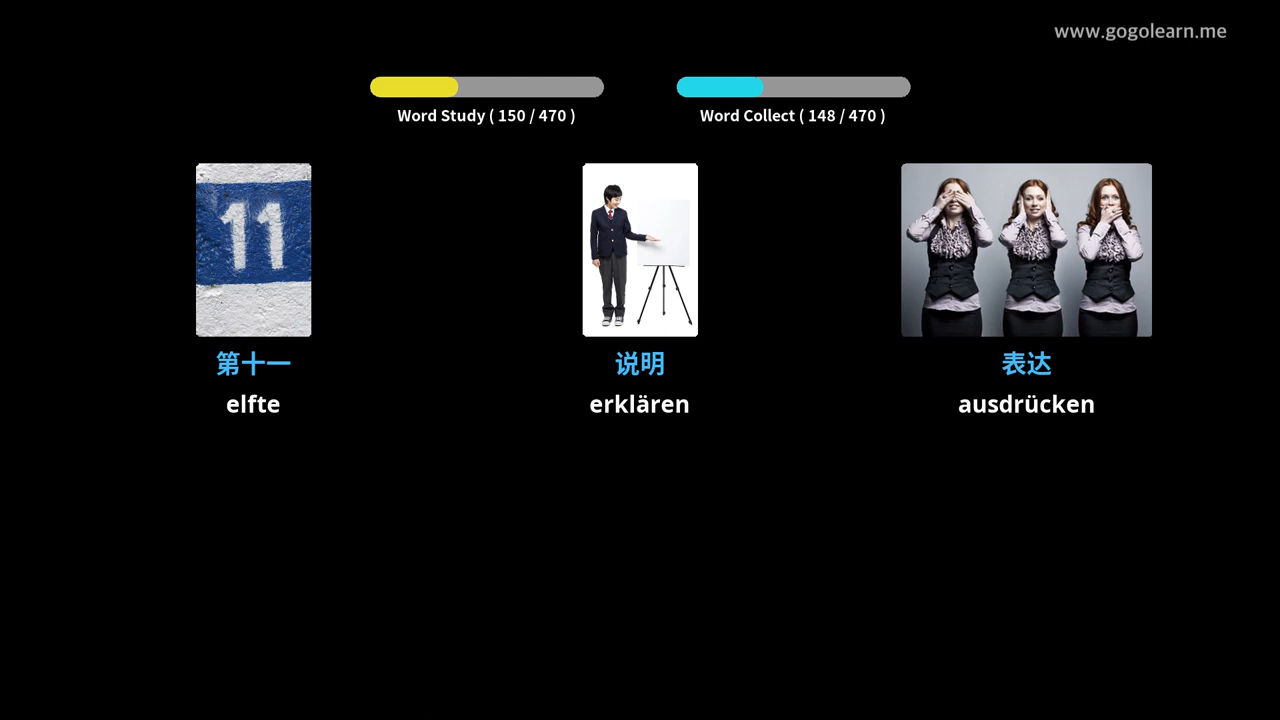 www.gogolearn.me
Word Study ( 150 / 470 )
Word Collect ( 148 / 470 )
11
第十一
说明
表达
elfte
erklären
ausdrücken